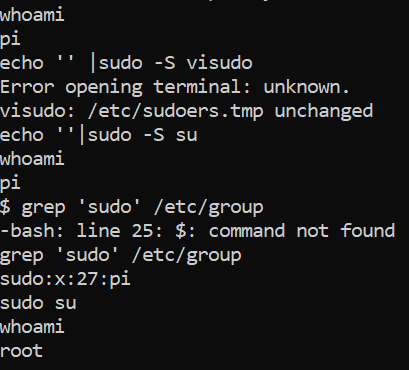 whoami
pi
echo '' |sudo -S visudo
Error opening terminal: unknown.
visudo: /etc/sudoers.tmp unchanged
echo ''|sudo -S su
whoami
pi
$ grep 'sudo' /etc/group
-bash: line 25: $: command not found
grep 'sudo' /etc/group
sudo:x:27:pi
sudo su
whoami
root